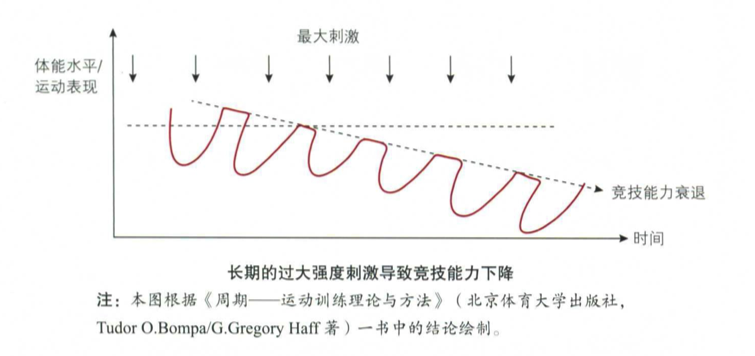 最大刺激
体能水平/
运动表现
竞技能力衰退
时间
长期的过大强度刺激导致竞技能力下降
注：本图根据《周期——运动训练理论与方法》（北京体育大学出版社，
Tudor O.Bompa/G.Gregory Haff 著）一书中的结论绘制。